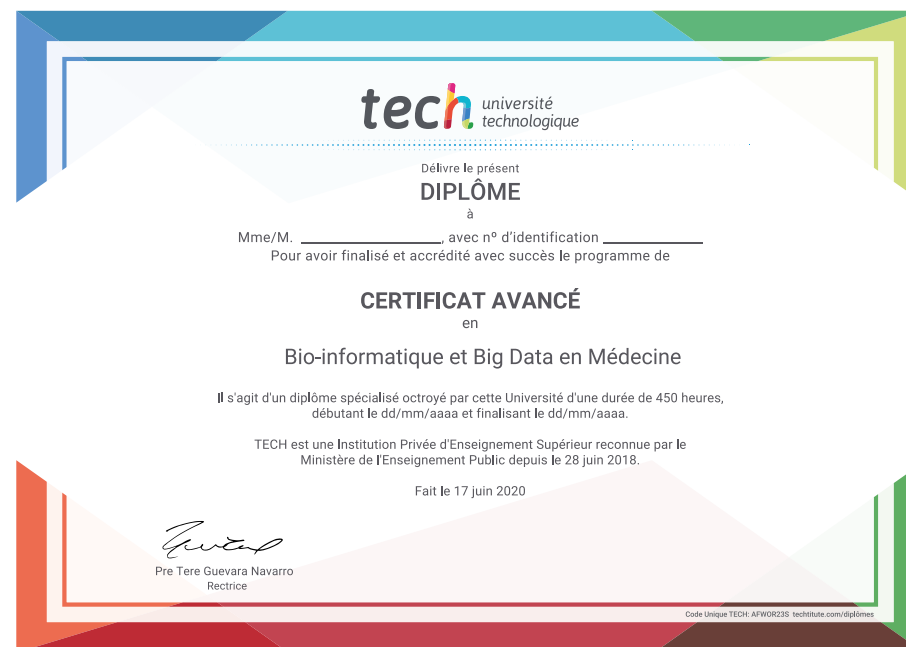 tech université
technologique
Délivre le présent
DIPLÔME
à
Mme/M. ____________________, avec nº d'identification ______________
Pour avoir finalisé et accrédité avec succès le programme de
CERTIFICAT AVANCÉ
en
Bio-informatique et Big Data en Médecine
Il s'agit d'un diplôme spécialisé octroyé par cette Université d'une durée de 450 heures,
débutant le dd/mm/aaaa et finalisant le dd/mm/aaaa.
TECH est une Institution Privée d'Enseignement Supérieur reconnue par le
Ministère de l'Enseignement Public depuis le 28 juin 2018.
Fait le 17 juin 2020
Pre Tere Guevara Navarro
Rectrice
Code Unique TECH: AFWOR23S techtitute.com/diplômes